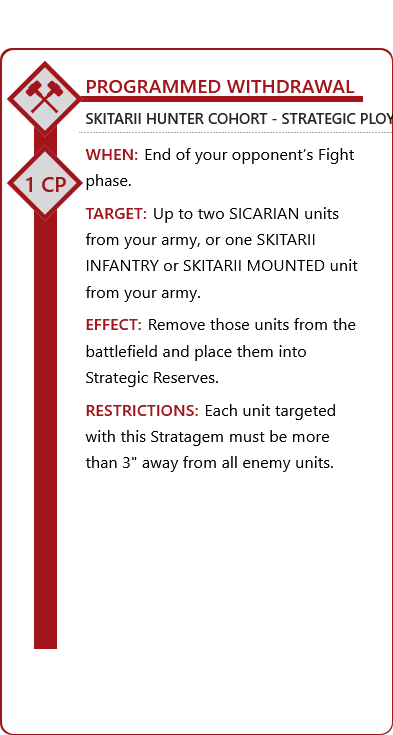 PROGRAMMED WITHDRAWAL
SKITARII HUNTER COHORT - STRATEGIC PLOY
1 CP
WHEN: End of your opponent’s Fight
phase.
TARGET: Up to two SICARIAN units
from your army, or one SKITARII
INFANTRY or SKITARII MOUNTED unit
from your army.
EFFECT: Remove those units from the
battlefield and place them into
Strategic Reserves.
RESTRICTIONS: Each unit targeted
with this Stratagem must be more
than 3" away from all enemy units.